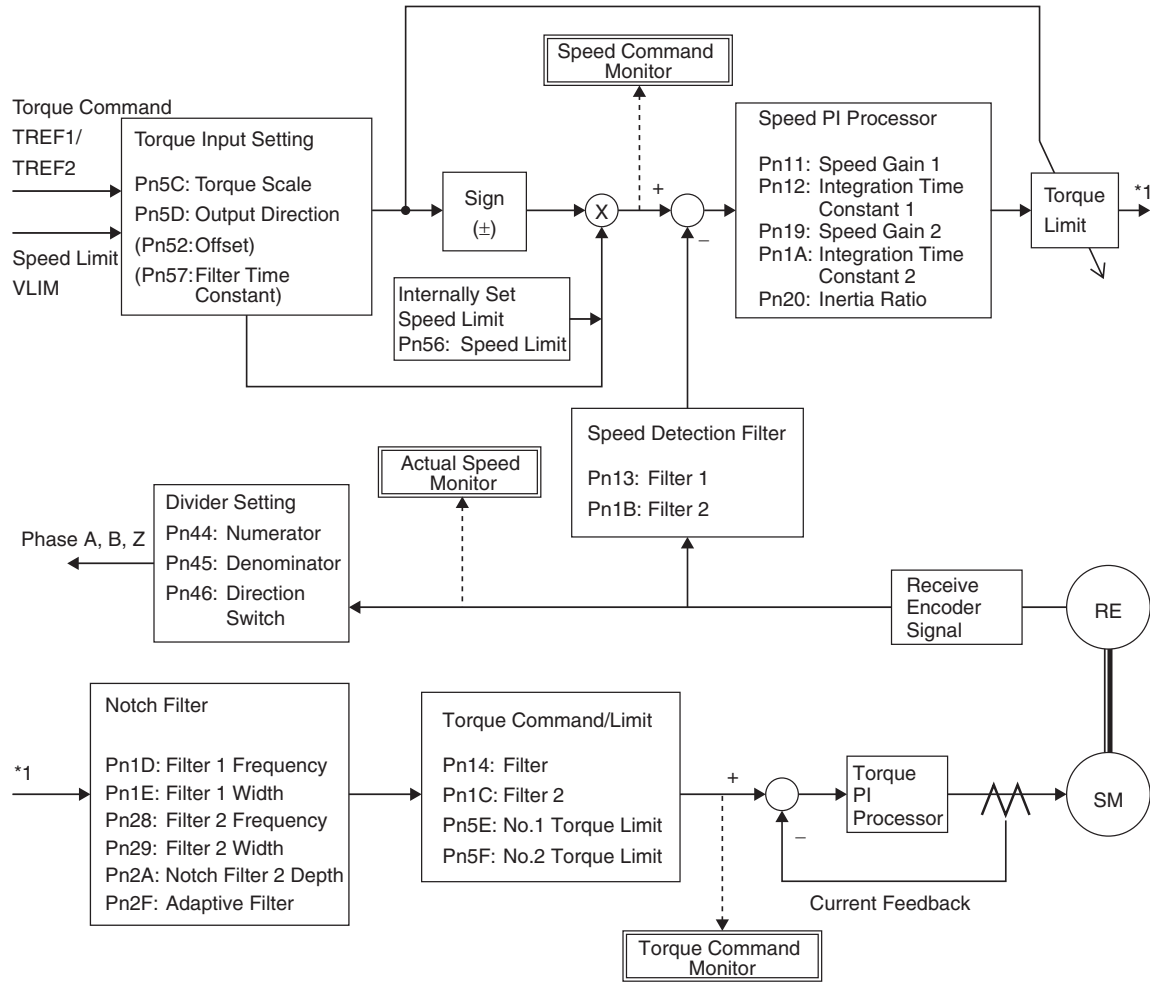 Speed Command
Monitor
Torque Command
TREF1/
TREF2
Speed Limit
VLIM
Torque Input Setting
Pn5C: Torque Scale
Pn5D: Output Direction
(Pn52: Offset)
(Pn57: Filter Time
Constant)
Sign
(±)
X
+
−
Internally Set
Speed Limit
Pn56: Speed Limit
Speed PI Processor
Pn11: Speed Gain 1
Pn12: Integration Time
Constant 1
Pn19: Speed Gain 2
Pn1A: Integration Time
Constant 2
Pn20: Inertia Ratio
Torque
Limit
*1
Speed Detection Filter
Pn13: Filter 1
Pn1B: Filter 2
Actual Speed
Monitor
Divider Setting
Pn44: Numerator
Pn45: Denominator
Pn46: Direction
Switch
Phase A, B, Z
Receive
Encoder
Signal
RE
*1
Notch Filter
Pn1D: Filter 1 Frequency
Pn1E: Filter 1 Width
Pn28: Filter 2 Frequency
Pn29: Filter 2 Width
Pn2A: Notch Filter 2 Depth
Pn2F: Adaptive Filter
Torque Command/Limit
Pn14: Filter
Pn1C: Filter 2
Pn5E: No.1 Torque Limit
Pn5F: No.2 Torque Limit
+
−
Torque
PI
Processor
SM
Current Feedback
Torque Command
Monitor